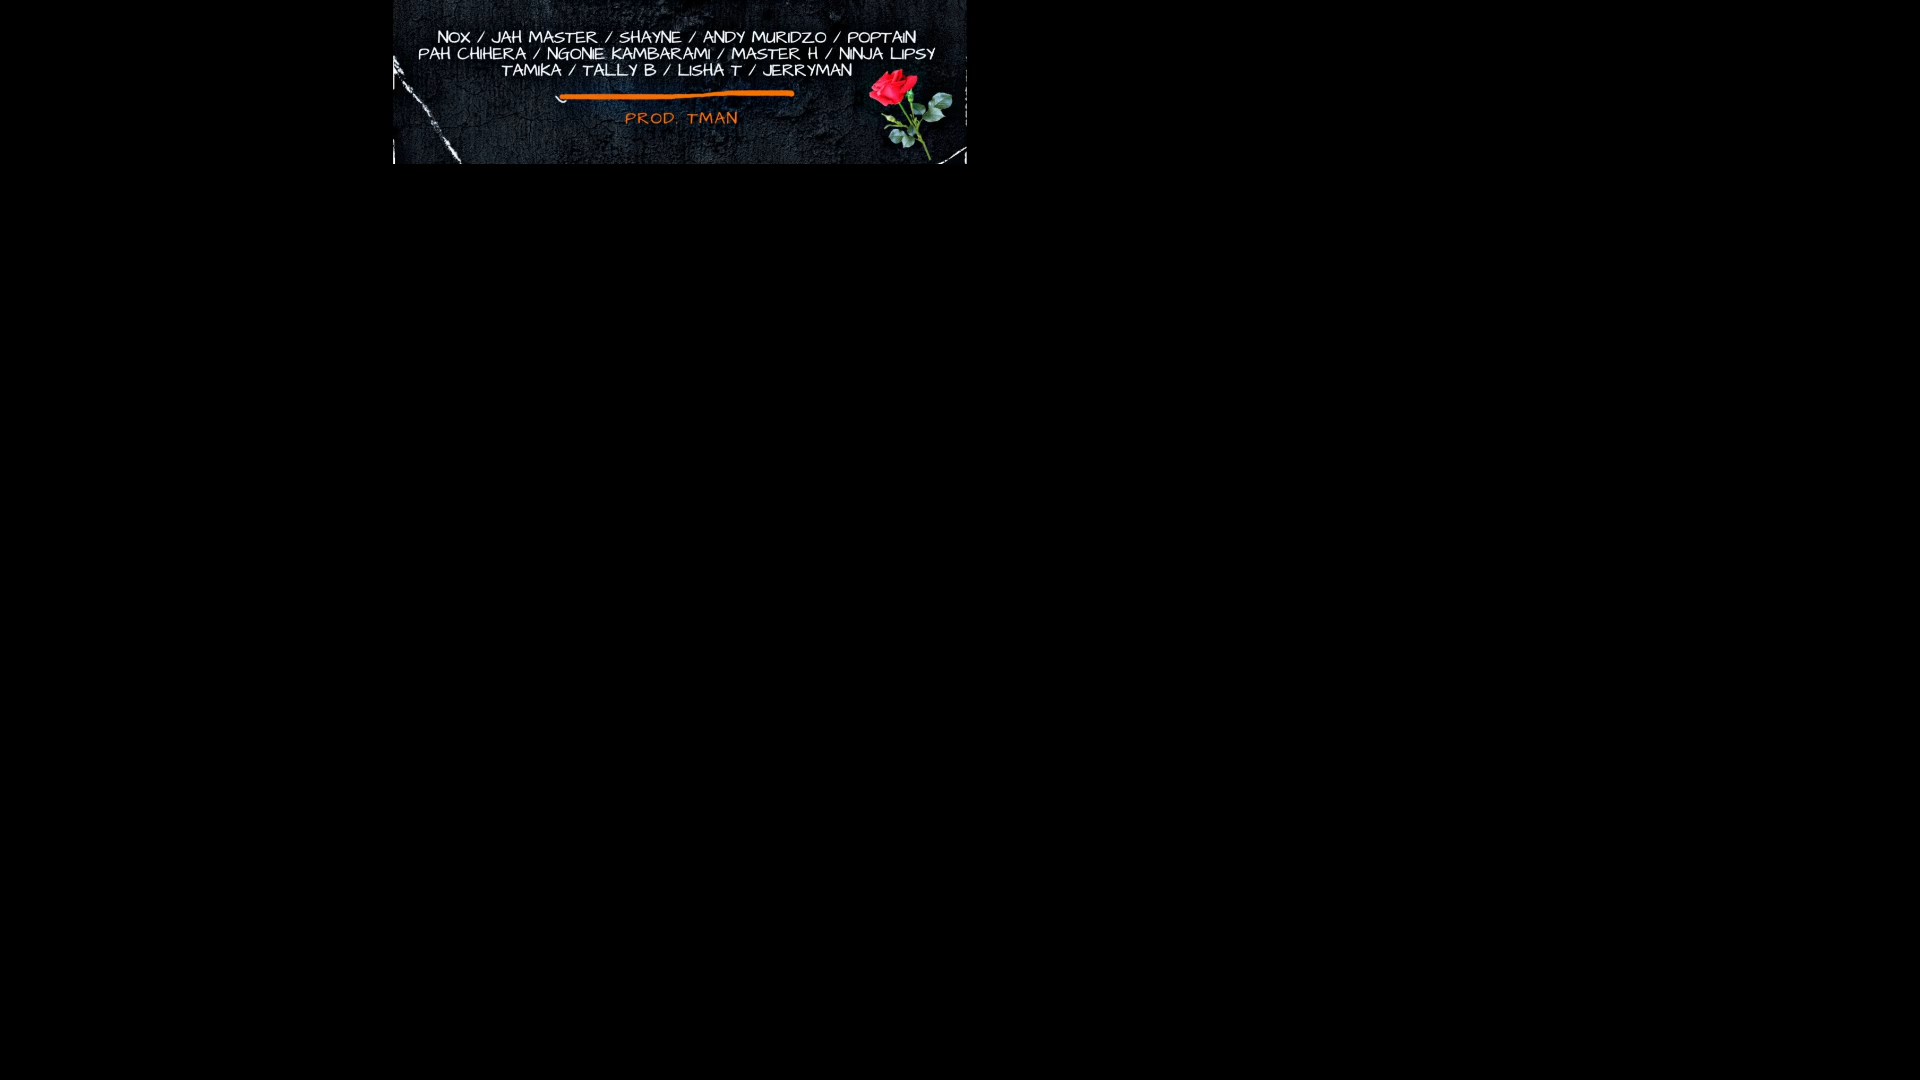 NOX / JAH MASTER / SHAYNE / ANDY MURIDZO / POPTAIN
PAH CHIHERA / NGONIE KAMBARAMI / MASTER H / NINJA LIPSY
TAMIKA / TALLY B / LISHA T / JERRYMAN
PROD. TMAN